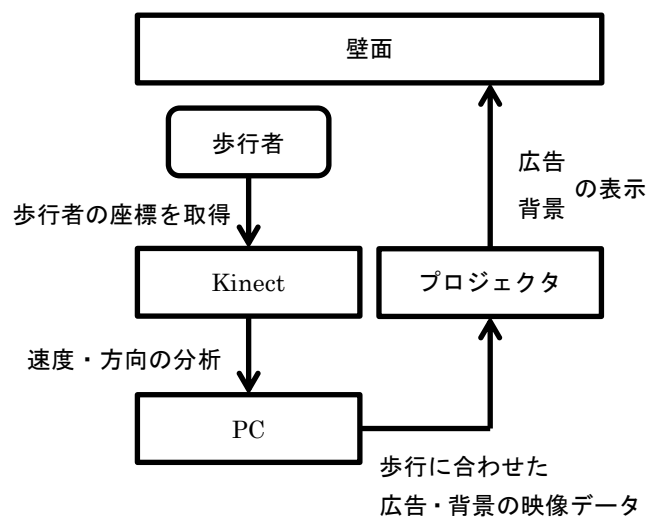 壁面
歩行者
広告
背景
の表示
歩行者の座標を取得
Kinect
プロジェクタ
速度・方向の分析
PC
歩行に合わせた
広告・背景の映像データ